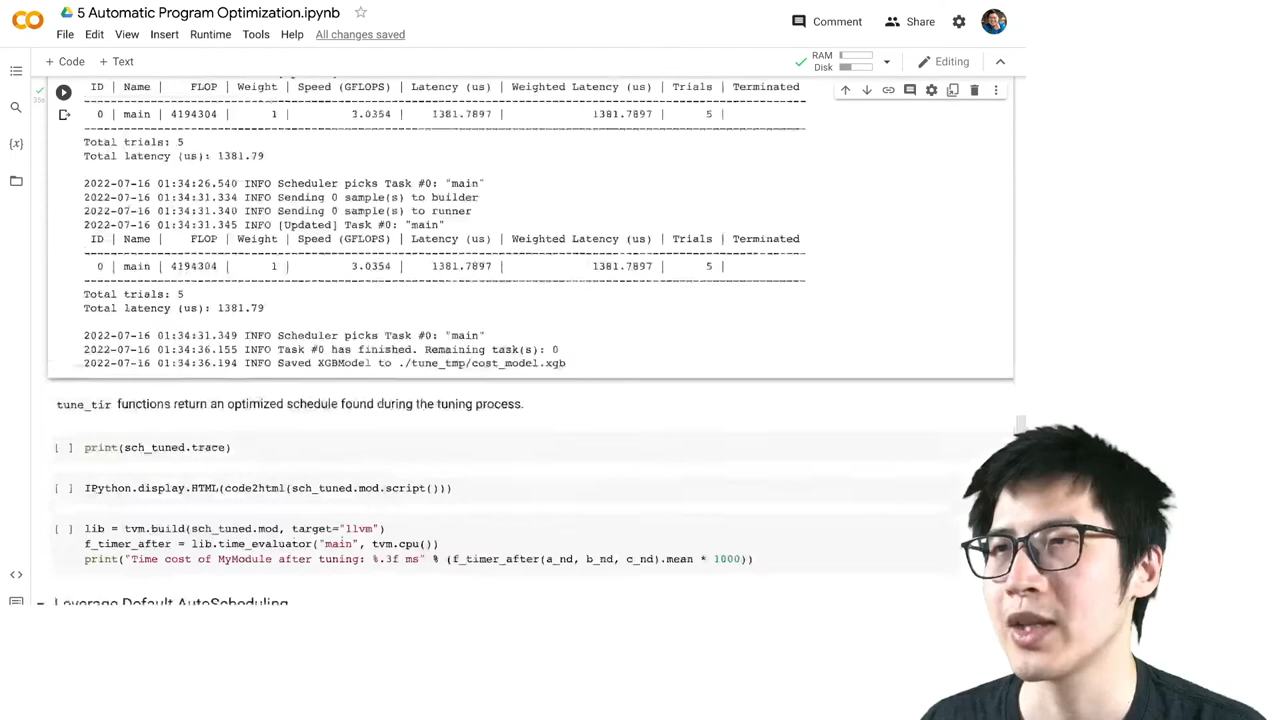 5 Automatic Program Optimization.ipynb
Comment
Share
File Edit View Insert Runtime Tools Help All changes saved
+ Code + Text
RAM
Disk
Editing
35s
ID | Name | FLOP | Weight | Speed (GFLOPS) | Latency (us) | Weighted Latency (us) | Trials | Terminated
0 | main | 4194304 | 1 | 3.0354 | 1381.7897 | 1381.7897 | 5 |
Total trials: 5
Total latency (us): 1381.79
2022-07-16 01:34:26.540 INFO Scheduler picks Task #0: "main"
2022-07-16 01:34:31.334 INFO Sending 0 sample(s) to builder
2022-07-16 01:34:31.340 INFO Sending 0 sample(s) to runner
2022-07-16 01:34:31.345 INFO [Updated] Task #0: "main"
ID | Name | FLOP | Weight | Speed (GFLOPS) | Latency (us) | Weighted Latency (us) | Trials | Terminated
0 | main | 4194304 | 1 | 3.0354 | 1381.7897 | 1381.7897 | 5 |
Total trials: 5
Total latency (us): 1381.79
2022-07-16 01:34:31.349 INFO Scheduler picks Task #0: "main"
2022-07-16 01:34:36.155 INFO Task #0 has finished. Remaining task(s): 0
2022-07-16 01:34:36.194 INFO Saved XGBModel to ./tune_tmp/cost_model.xgb
tune_tir functions return an optimized schedule found during the tuning process.
[ ] print(sch_tuned.trace)
[ ] IPython.display.HTML(code2html(sch_tuned.mod.script()))
[ ] lib = tvm.build(sch_tuned.mod, target="llvm")
f_timer_after = lib.time_evaluator("main", tvm.cpu())
print("Time cost of MyModule after tuning: %.3f ms" % (f_timer_after(a_nd, b_nd, c_nd).mean * 1000))
Leverage Default AutoScheduling